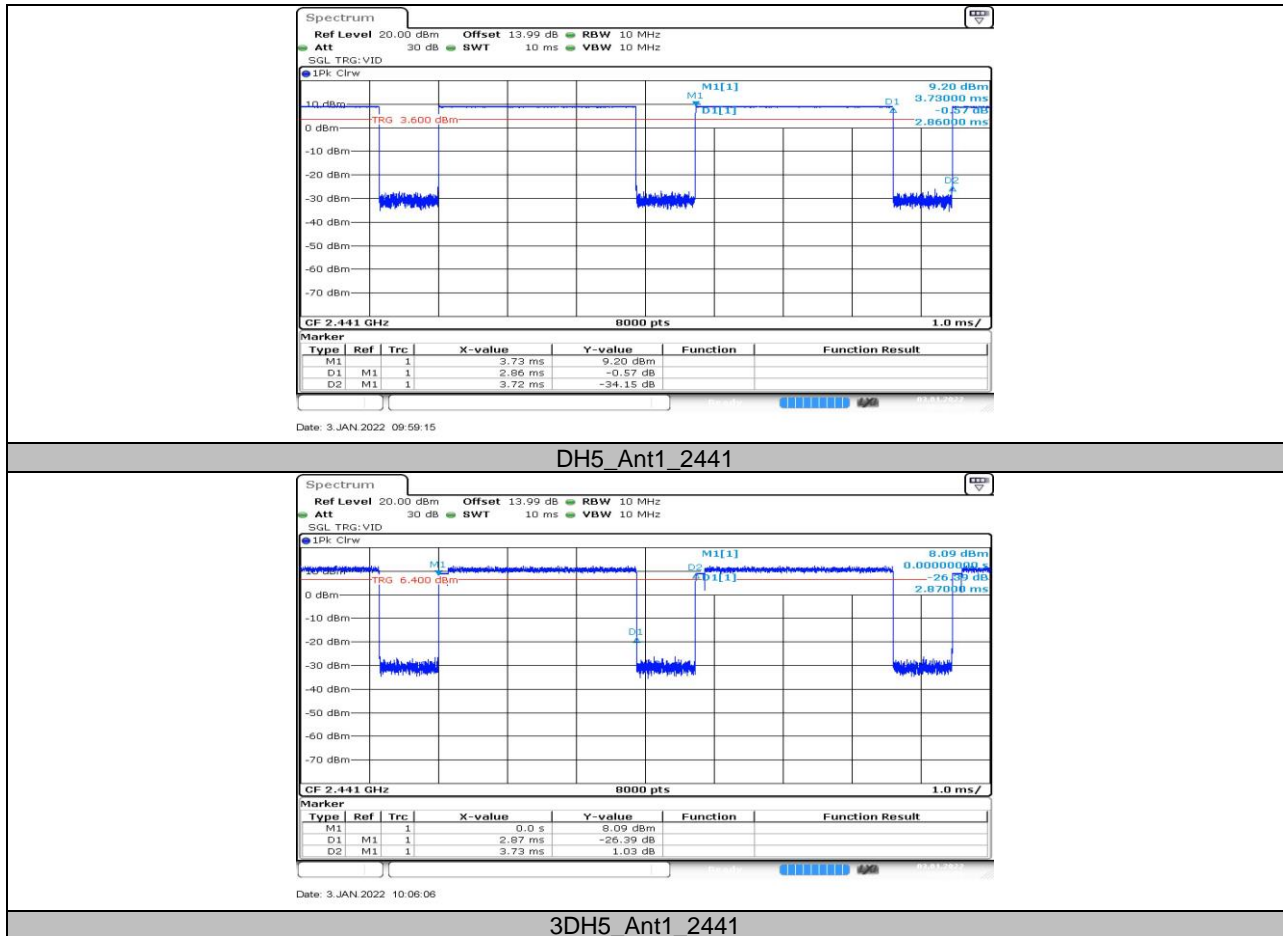 Spectrum
Ref Level 20.00 dBm Offset 13.99 dB RBW 10 MHz
Att 30 dB SWT 10 ms VBW 10 MHz
SGL TRG:VID
1Pk Clrw
M1[1] 9.20 dBm
M1 D1 3.73000 ms
10 dBm D1[1] -0.57 dB
TRG 3.600 dBm 2.86000 ms
0 dBm
-10 dBm
-20 dBm
D2
-30 dBm
-40 dBm
-50 dBm
-60 dBm
-70 dBm
CF 2.441 GHz 8000 pts 1.0 ms/
Marker
Type Ref Trc X-value Y-value Function Function Result
M1 1 3.73 ms 9.20 dBm
D1 M1 1 2.86 ms -0.57 dB
D2 M1 1 3.72 ms -34.15 dB
Date: 3.JAN.2022 09:59:15
DH5_Ant1_2441
Spectrum
Ref Level 20.00 dBm Offset 13.99 dB RBW 10 MHz
Att 30 dB SWT 10 ms VBW 10 MHz
SGL TRG:VID
1Pk Clrw
M1[1] 8.09 dBm
M1 D2 0.00000000 s
10 dBm D1[1] -26.39 dB
TRG 6.400 dBm 2.87000 ms
0 dBm
-10 dBm
D1
-20 dBm
-30 dBm
-40 dBm
-50 dBm
-60 dBm
-70 dBm
CF 2.441 GHz 8000 pts 1.0 ms/
Marker
Type Ref Trc X-value Y-value Function Function Result
M1 1 0.0 s 8.09 dBm
D1 M1 1 2.87 ms -26.39 dB
D2 M1 1 3.73 ms 1.03 dB
Date: 3.JAN.2022 10:06:06
3DH5_Ant1_2441